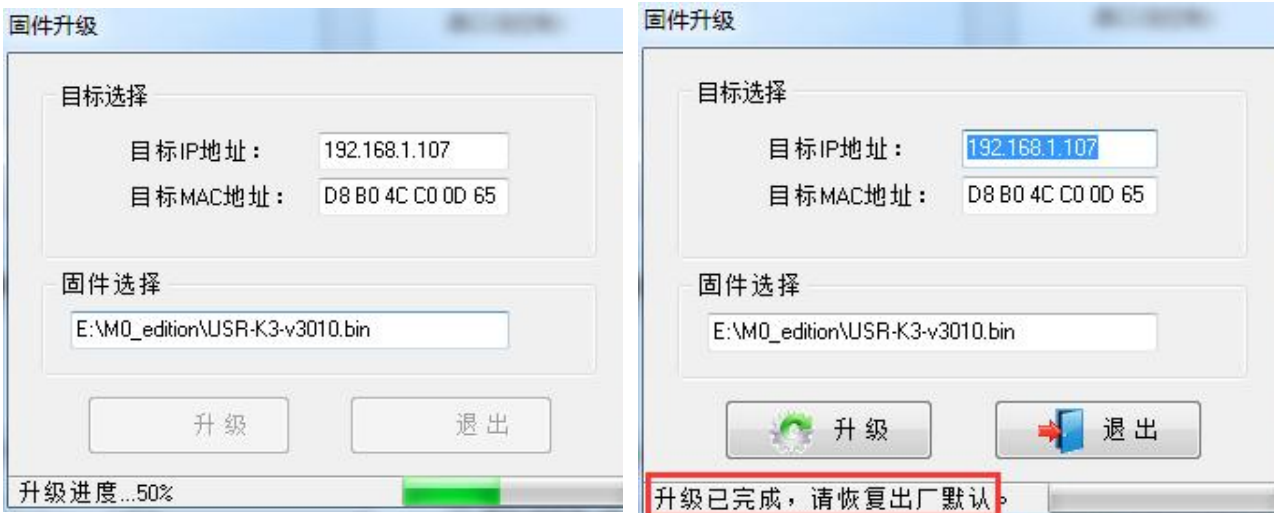 固件升级
目标选择
目标IP地址：
192.168.1.107
目标MAC地址：
D8 B0 4C C0 0D 65
固件选择
E:\M0_edition\USR-K3-v3010.bin
升级
退出
升级进度...50%
固件升级
目标选择
目标IP地址：
192.168.1.107
目标MAC地址：
D8 B0 4C C0 0D 65
固件选择
E:\M0_edition\USR-K3-v3010.bin
升级
退出
升级已完成，请恢复出厂默认。